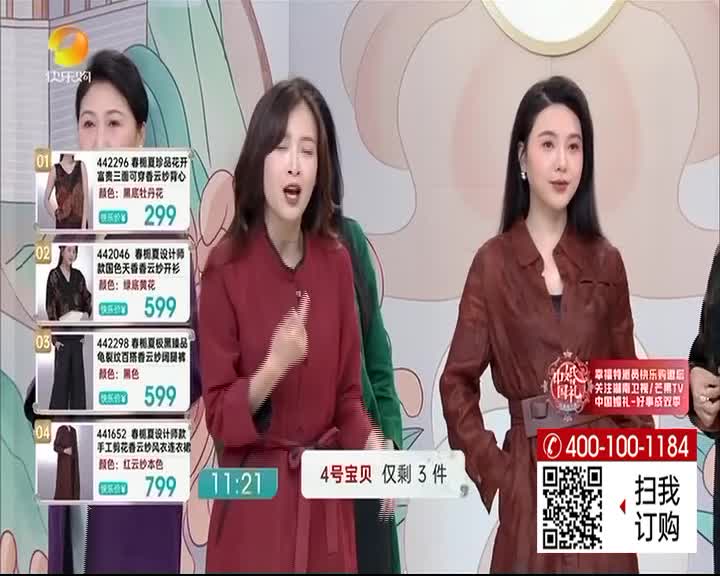 快乐购
01
442296 春栀夏珍品花开
富贵三面可穿香云纱背心
颜色：黑底牡丹花
快乐价¥ 299
02
442046 春栀夏设计师
款国色天香香云纱开衫
颜色：绿底黄花
快乐价¥ 599
03
442298 春栀夏极黑臻品
龟裂纹百搭香云纱阔腿裤
颜色：黑色
快乐价¥ 599
04
441652 春栀夏设计师款
手工剪花香云纱风衣连衣裙
颜色：红云纱本色
快乐价¥ 799
11:21
4号宝贝 仅剩 3 件
中国婚礼
幸福特派员快乐购邀您
关注湖南卫视/芒果TV
中国婚礼-好事成双季
400-100-1184
扫我
订购